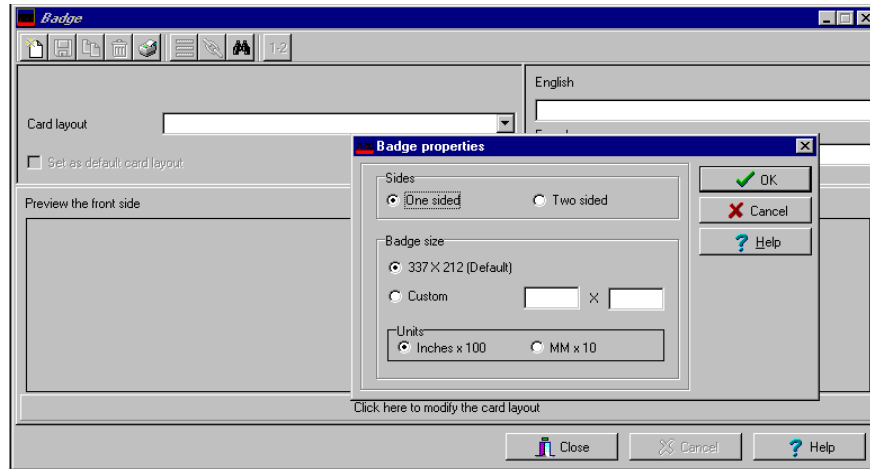 Badge
1-2
English
Card layout
Set as default card layout
Preview the front side
Badge properties
Sides
One sided
Two sided
OK
Cancel
Help
Badge size
337 X 212 (Default)
Custom
X
Units
Inches x 100
MM x 10
Click here to modify the card layout
Close
Cancel
Help